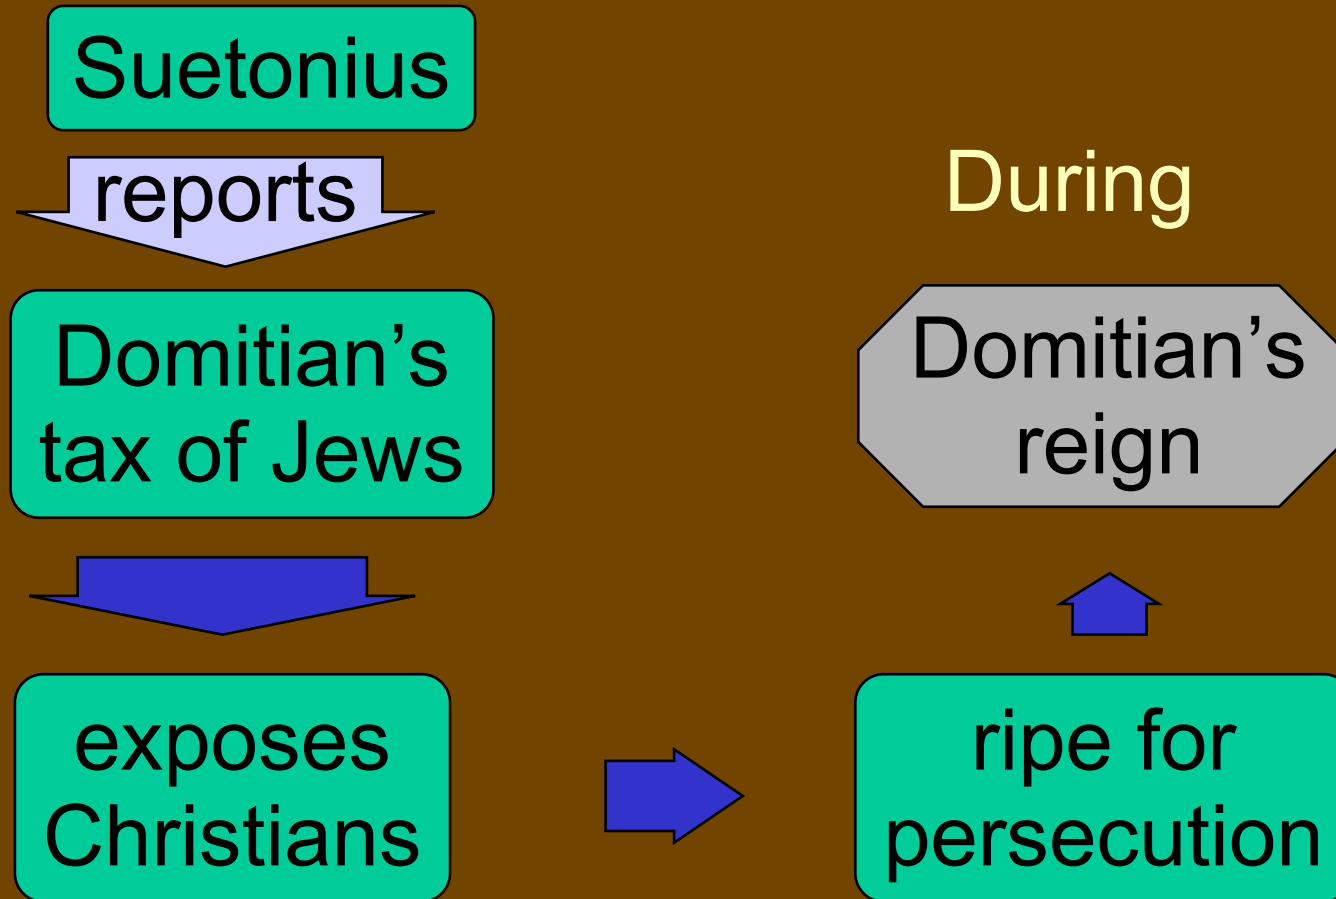 Suetonius
reports
Domitian’s
tax of Jews
exposes
Christians
ripe for
persecution
During
Domitian’s
reign